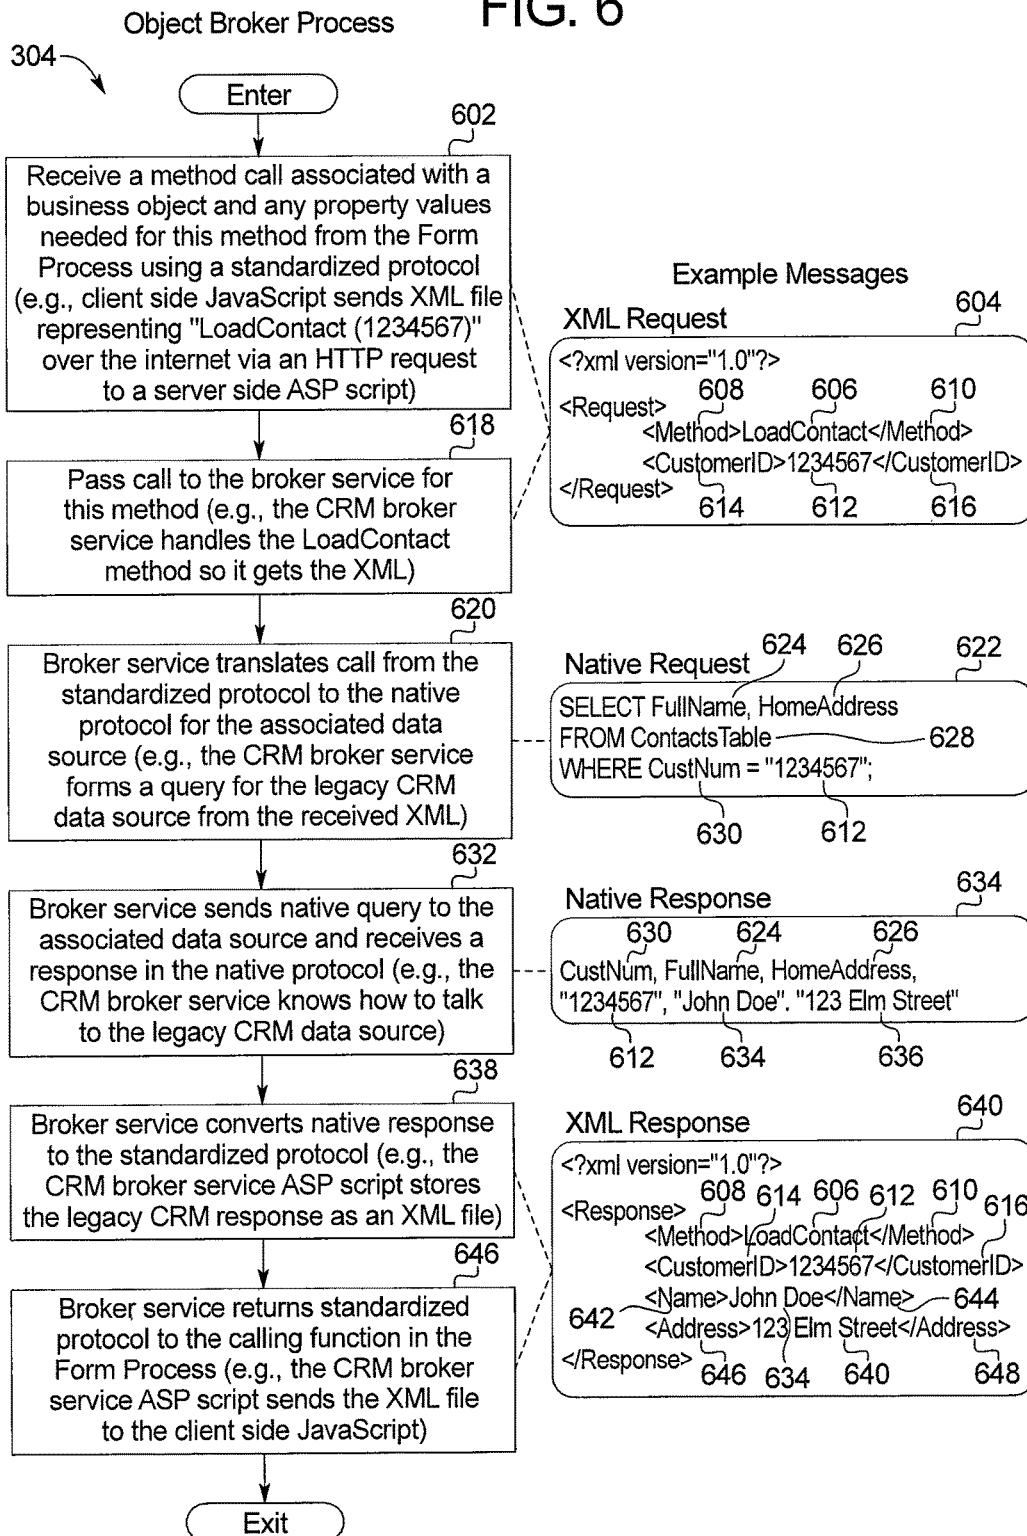 FIG. 6
Object Broker Process
304
Enter
602
Receive a method call associated with a
business object and any property values
needed for this method from the Form
Process using a standardized protocol
(e.g., client side JavaScript sends XML file
representing "LoadContact (1234567)"
over the internet via an HTTP request
to a server side ASP script)
618
Pass call to the broker service for
this method (e.g., the CRM broker
service handles the LoadContact
method so it gets the XML)
620
Broker service translates call from the
standardized protocol to the native
protocol for the associated data
source (e.g., the CRM broker service
forms a query for the legacy CRM
data source from the received XML)
632
Broker service sends native query to the
associated data source and receives a
response in the native protocol (e.g., the
CRM broker service knows how to talk
to the legacy CRM data source)
638
Broker service converts native response
to the standardized protocol (e.g., the
CRM broker service ASP script stores
the legacy CRM response as an XML file)
646
Broker service returns standardized
protocol to the calling function in the
Form Process (e.g., the CRM broker
service ASP script sends the XML file
to the client side JavaScript)
Exit
Example Messages
XML Request
604
<?xml version="1.0"?>
608 606 610
<Request>
<Method>LoadContact</Method>
<CustomerID>1234567</CustomerID>
</Request>
614 612 616
Native Request
624 626 622
SELECT FullName, HomeAddress
FROM ContactsTable 628
WHERE CustNum = "1234567";
630 612
Native Response
634
630 624 626
CustNum, FullName, HomeAddress,
"1234567", "John Doe". "123 Elm Street"
612 634 636
XML Response
640
<?xml version="1.0"?>
608 614 606 612 610
<Response> 616
<Method>LoadContact</Method>
<CustomerID>1234567</CustomerID>
<Name>John Doe</Name> 644
642 <Address>123 Elm Street</Address>
</Response>
646 634 640 648